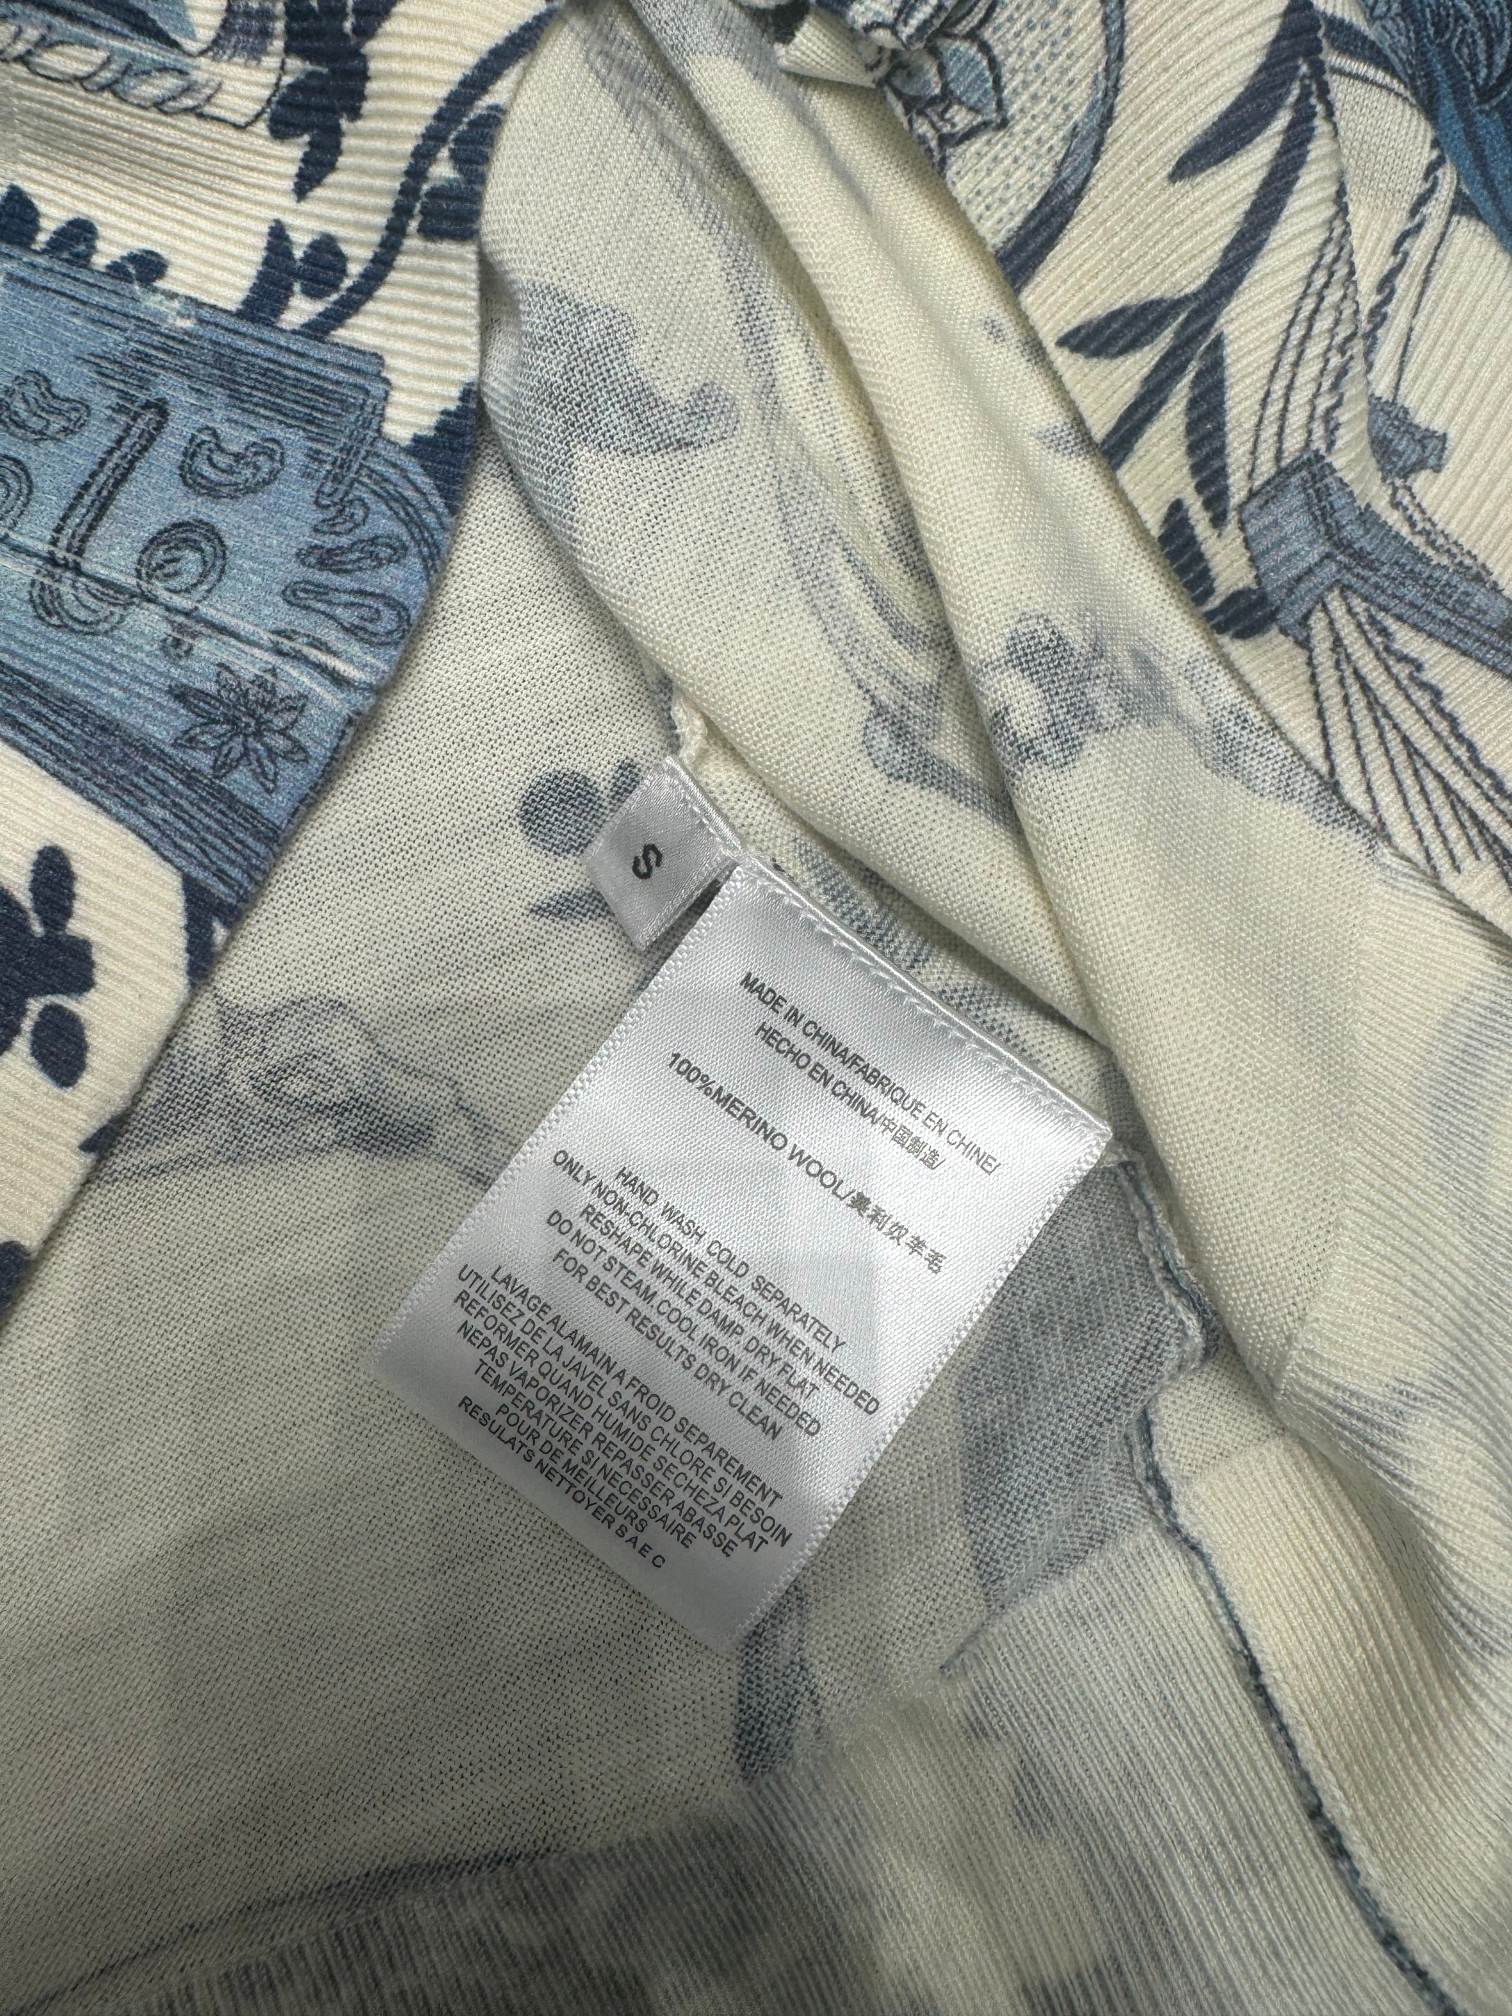 S
MADE IN CHINA/FABRIQUE EN CHINE/
HECHO EN CHINA/中国制造/
100%MERINO WOOL/美利奴羊毛
HAND WASH COLD SEPARATELY
ONLY NON-CHLORINE BLEACH WHEN NEEDED
RESHAPE WHILE DAMP. DRY FLAT
DO NOT STEAM.COOL IRON IF NEEDED
FOR BEST RESULTS DRY CLEAN
LAVAGE ALAMAIN A FROID SEPAREMENT
UTILISEZ DE LA JAVEL SANS CHLORE SI BESOIN
REFORMER QUAND HUMIDE SECHEZA PLAT
NEPAS VAPORIZER REPASSER ABASSE
TEMPERATURE SI NECESSAIRE
POUR DE MEILLEURS
RESULATS NETTOYER S A E C